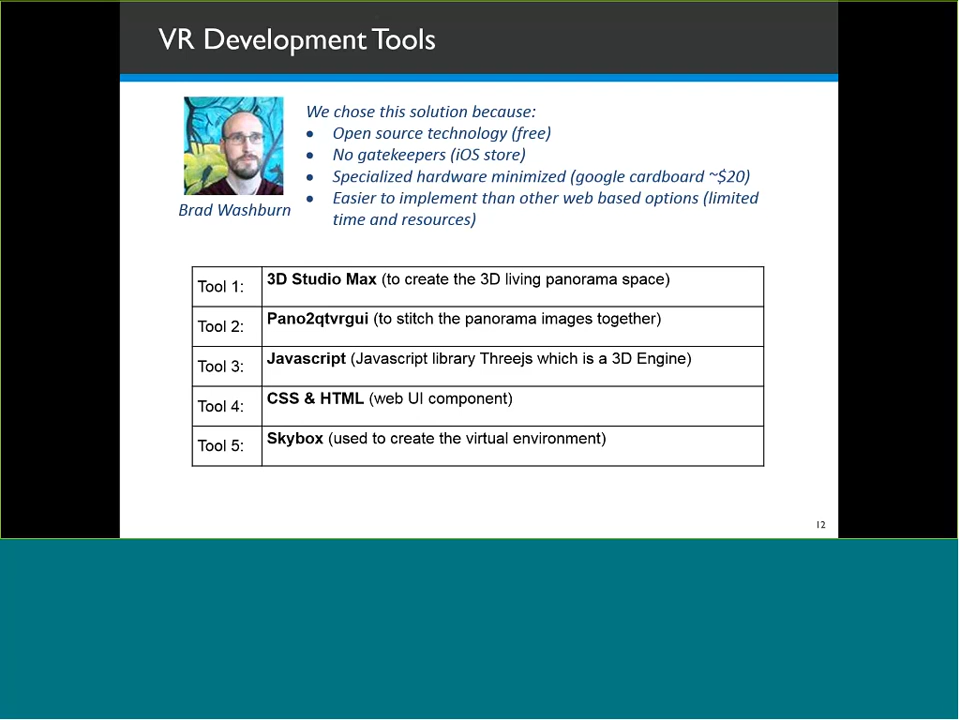 VR Development Tools
We chose this solution because:
• Open source technology (free)
• No gatekeepers (iOS store)
• Specialized hardware minimized (google cardboard ~$20)
• Easier to implement than other web based options (limited
time and resources)
Brad Washburn
Tool 1: 3D Studio Max (to create the 3D living panorama space)
Tool 2: Pano2qtvrgui (to stitch the panorama images together)
Tool 3: Javascript (Javascript library Threejs which is a 3D Engine)
Tool 4: CSS & HTML (web UI component)
Tool 5: Skybox (used to create the virtual environment)
12